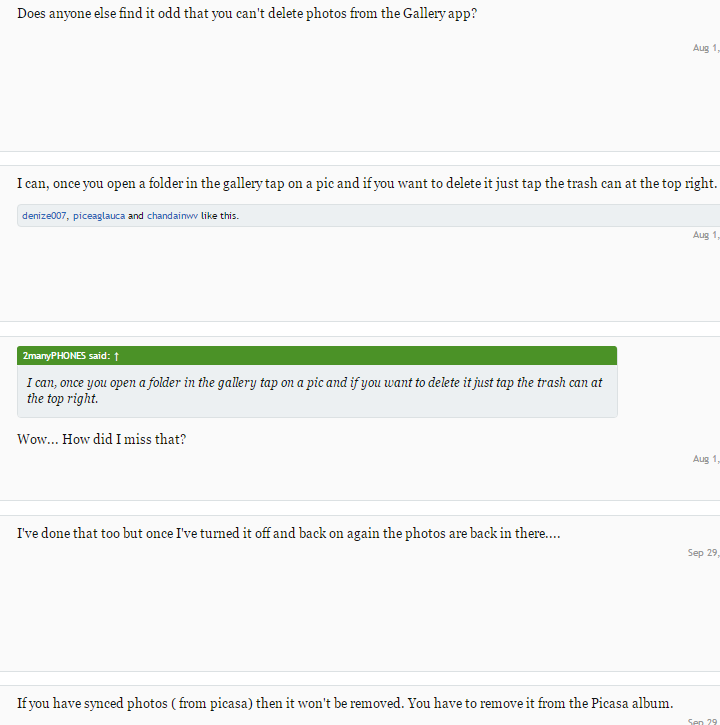 Does anyone else find it odd that you can't delete photos from the Gallery app?
Aug 1,
I can, once you open a folder in the gallery tap on a pic and if you want to delete it just tap the trash can at the top right.
denize007, piceaglauca and chandainwv like this.
Aug 1,
2manyPHONES said: ↑
I can, once you open a folder in the gallery tap on a pic and if you want to delete it just tap the trash can at
the top right.
Wow... How did I miss that?
Aug 1,
I've done that too but once I've turned it off and back on again the photos are back in there....
Sep 29,
If you have synced photos ( from picasa) then it won't be removed. You have to remove it from the Picasa album.
Sep 29